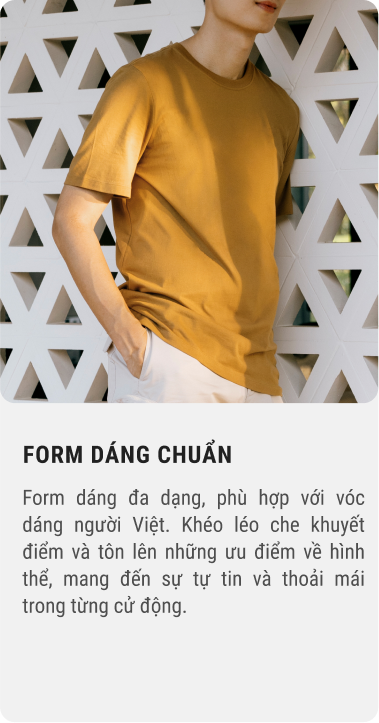 FORM DÁNG CHUẨN
Form dáng đa dạng, phù hợp với vóc
dáng người Việt. Khéo léo che khuyết
điểm và tôn lên những ưu điểm về hình
thể, mang đến sự tự tin và thoải mái
trong từng cử động.